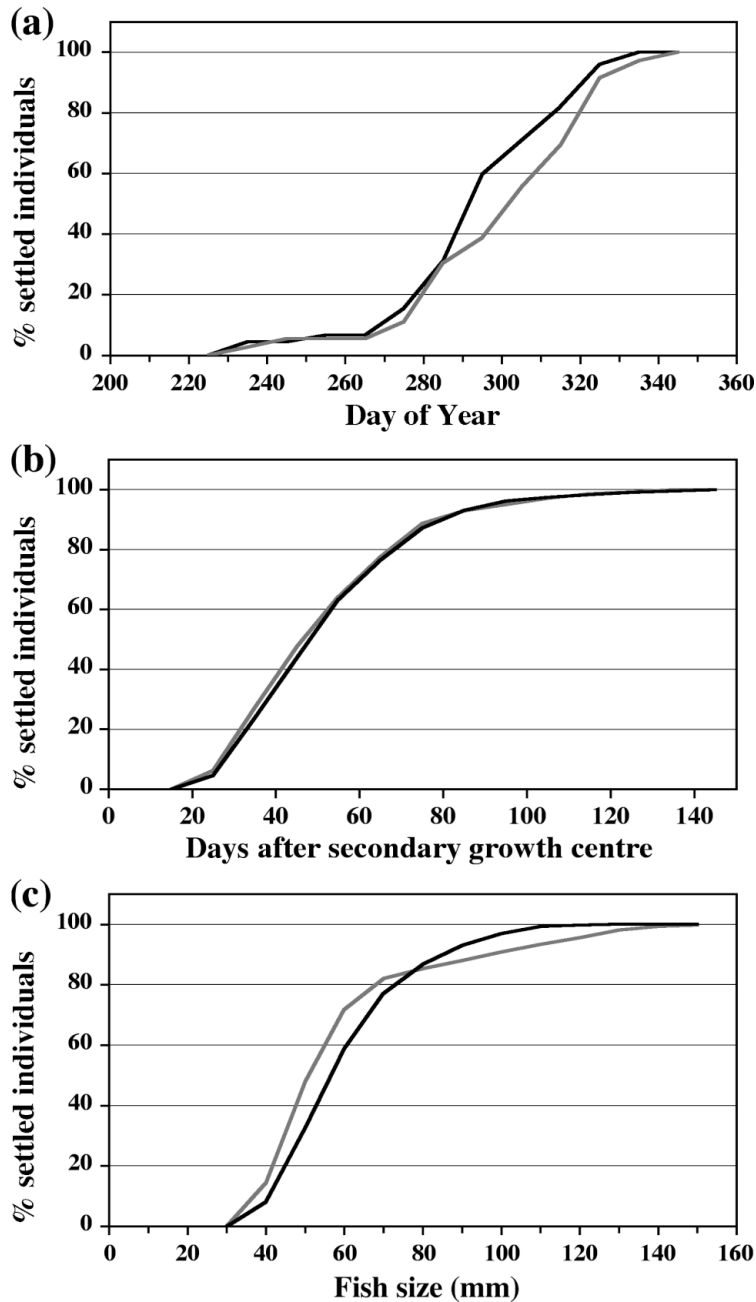 (a)
% settled individuals
100
80
60
40
20
0
200 220 240 260 280 300 320 340 360
Day of Year
(b)
% settled individuals
100
80
60
40
20
0
0 20 40 60 80 100 120 140
Days after secondary growth centre
(c)
% settled individuals
100
80
60
40
20
0
0 20 40 60 80 100 120 140 160
Fish size (mm)